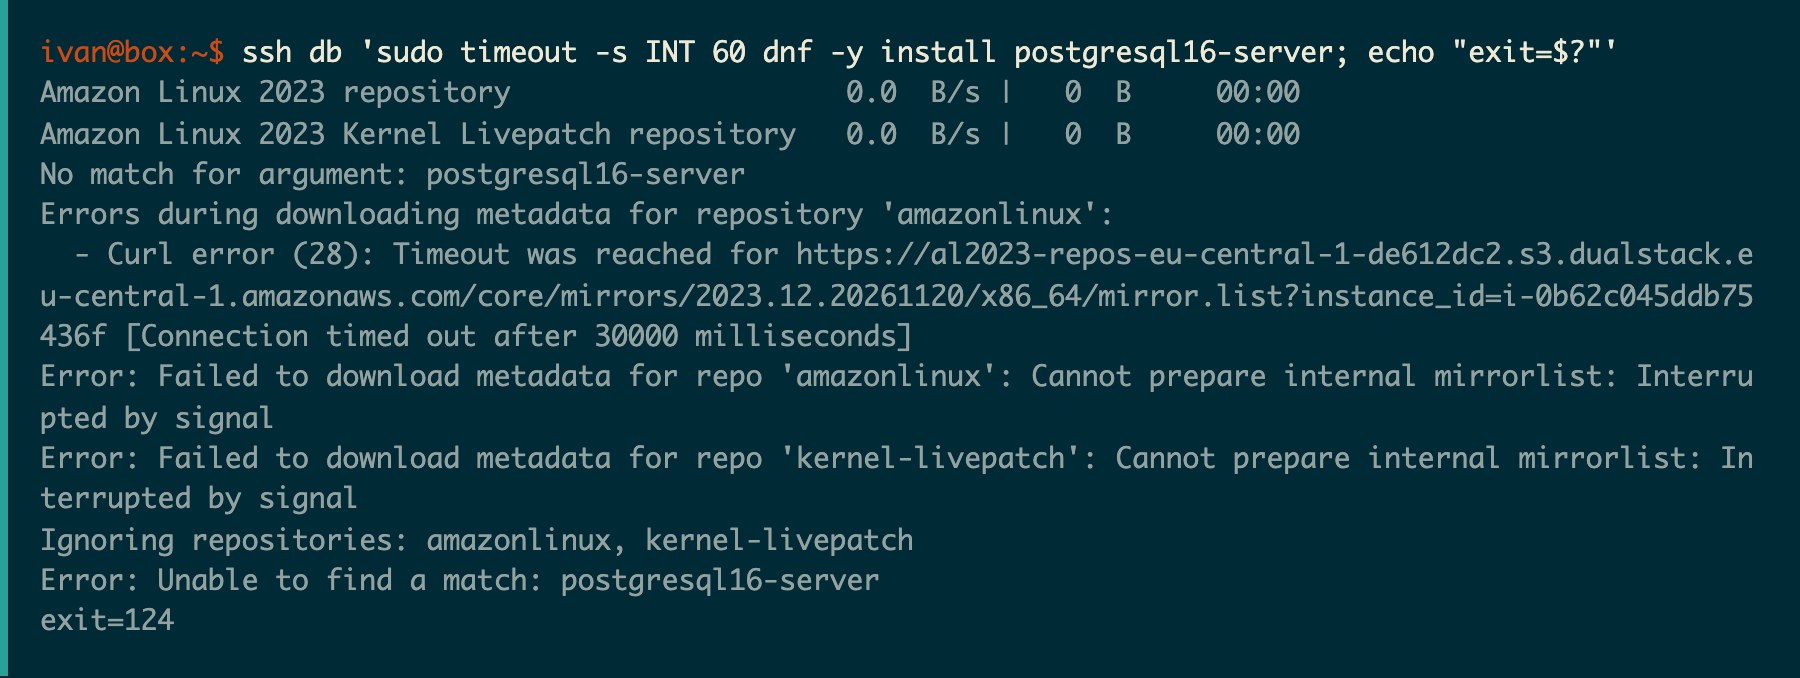 ivan@box:~$ ssh db 'sudo timeout -s INT 60 dnf -y install postgresql16-server; echo "exit=$?"'
Amazon Linux 2023 repository                    0.0  B/s |   0  B     00:00
Amazon Linux 2023 Kernel Livepatch repository   0.0  B/s |   0  B     00:00
No match for argument: postgresql16-server
Errors during downloading metadata for repository 'amazonlinux':
  - Curl error (28): Timeout was reached for https://al2023-repos-eu-central-1-de612dc2.s3.dualstack.e
u-central-1.amazonaws.com/core/mirrors/2023.12.20261120/x86_64/mirror.list?instance_id=i-0b62c045ddb75
436f [Connection timed out after 30000 milliseconds]
Error: Failed to download metadata for repo 'amazonlinux': Cannot prepare internal mirrorlist: Interru
pted by signal
Error: Failed to download metadata for repo 'kernel-livepatch': Cannot prepare internal mirrorlist: In
terrupted by signal
Ignoring repositories: amazonlinux, kernel-livepatch
Error: Unable to find a match: postgresql16-server
exit=124